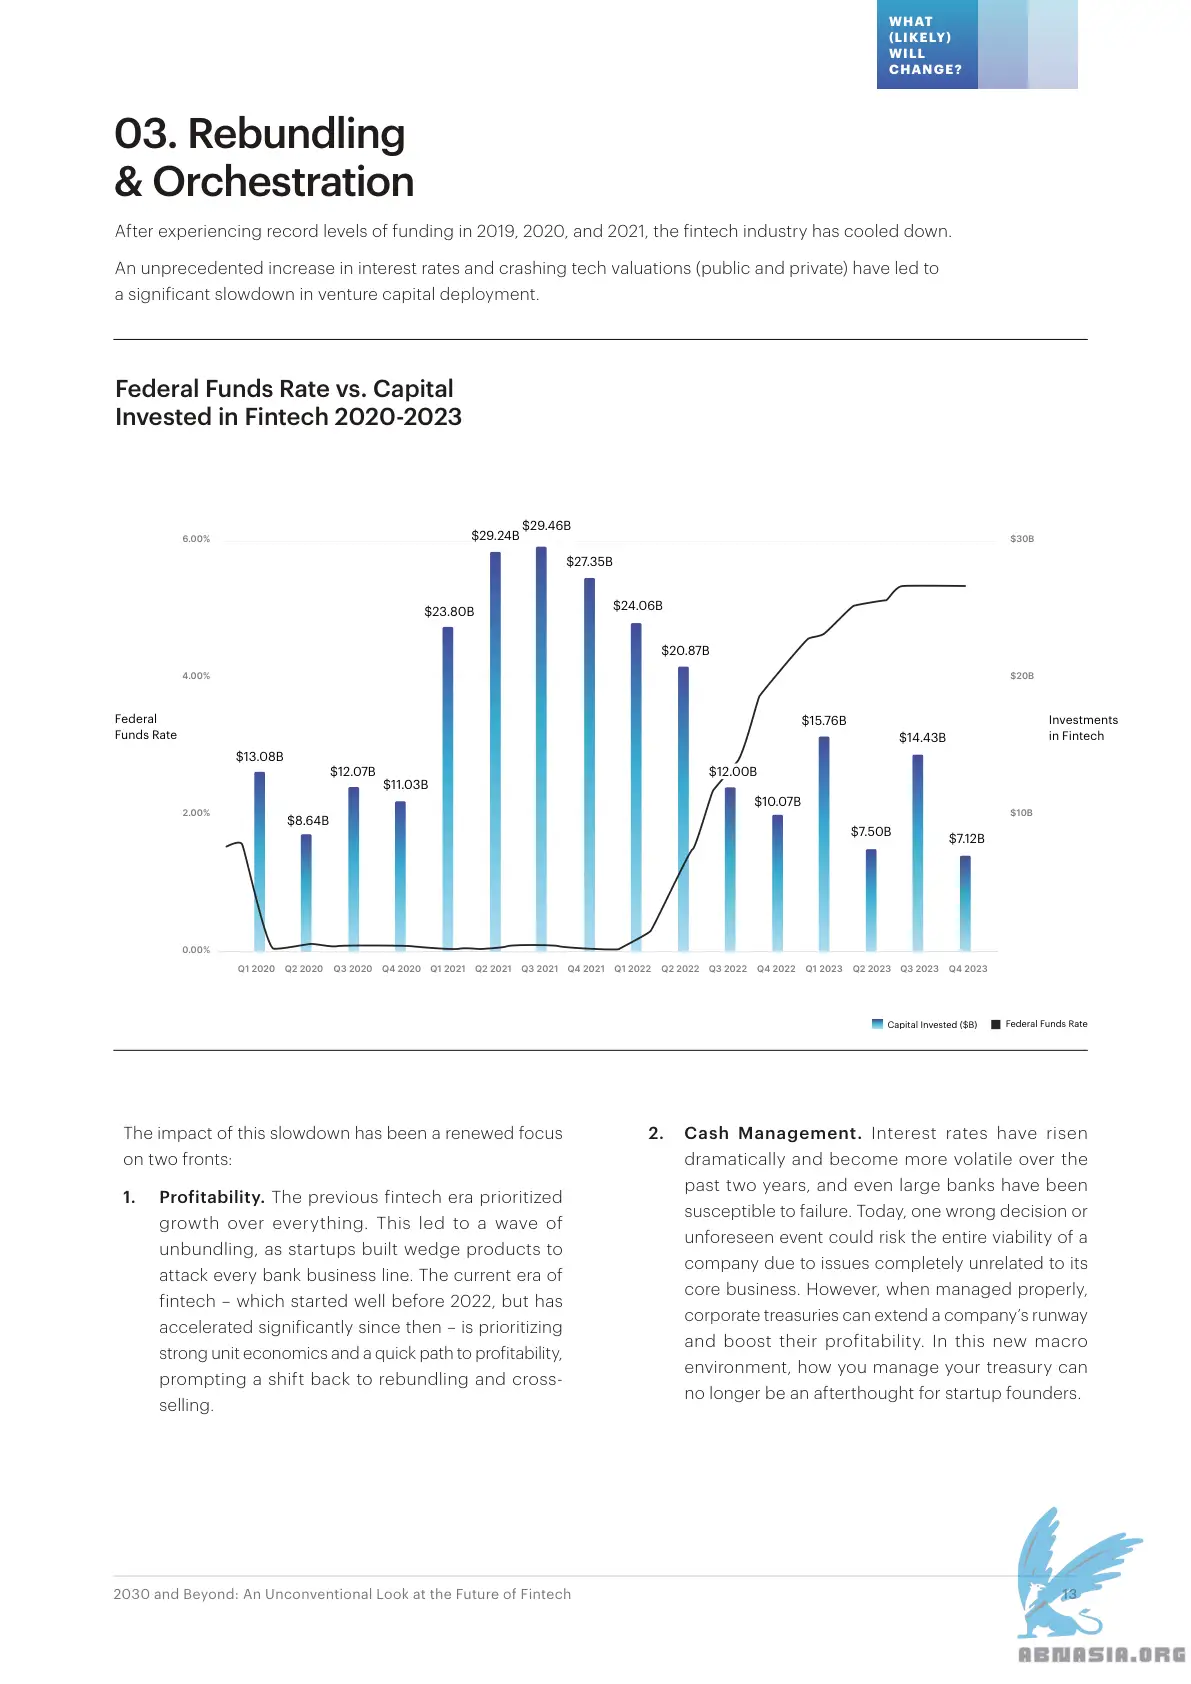 WHAT
(LIKELY)
WILL
CHANGE?
03. Rebundling
& Orchestration
After experiencing record levels of funding in 2019, 2020, and 2021, the fintech industry has cooled down.
An unprecedented increase in interest rates and crashing tech valuations (public and private) have led to
a significant slowdown in venture capital deployment.
Federal Funds Rate vs. Capital
Invested in Fintech 2020-2023
6.00%
4.00%
2.00%
0.00%
Federal
Funds Rate
$13.08B
$8.64B
$12.07B
$11.03B
$23.80B
$29.24B
$29.46B
$27.35B
$24.06B
$20.87B
$12.00B
$10.07B
$15.76B
$7.50B
$14.43B
$7.12B
$30B
$20B
$10B
Investments
in Fintech
Q1 2020 Q2 2020 Q3 2020 Q4 2020 Q1 2021 Q2 2021 Q3 2021 Q4 2021 Q1 2022 Q2 2022 Q3 2022 Q4 2022 Q1 2023 Q2 2023 Q3 2023 Q4 2023
Capital Invested ($B) Federal Funds Rate
The impact of this slowdown has been a renewed focus
on two fronts:
1. Profitability. The previous fintech era prioritized
growth over everything. This led to a wave of
unbundling, as startups built wedge products to
attack every bank business line. The current era of
fintech – which started well before 2022, but has
accelerated significantly since then – is prioritizing
strong unit economics and a quick path to profitability,
prompting a shift back to rebundling and cross-
selling.
2. Cash Management. Interest rates have risen
dramatically and become more volatile over the
past two years, and even large banks have been
susceptible to failure. Today, one wrong decision or
unforeseen event could risk the entire viability of a
company due to issues completely unrelated to its
core business. However, when managed properly,
corporate treasuries can extend a company's runway
and boost their profitability. In this new macro
environment, how you manage your treasury can
no longer be an afterthought for startup founders.
2030 and Beyond: An Unconventional Look at the Future of Fintech
13
ABNASIA.ORG